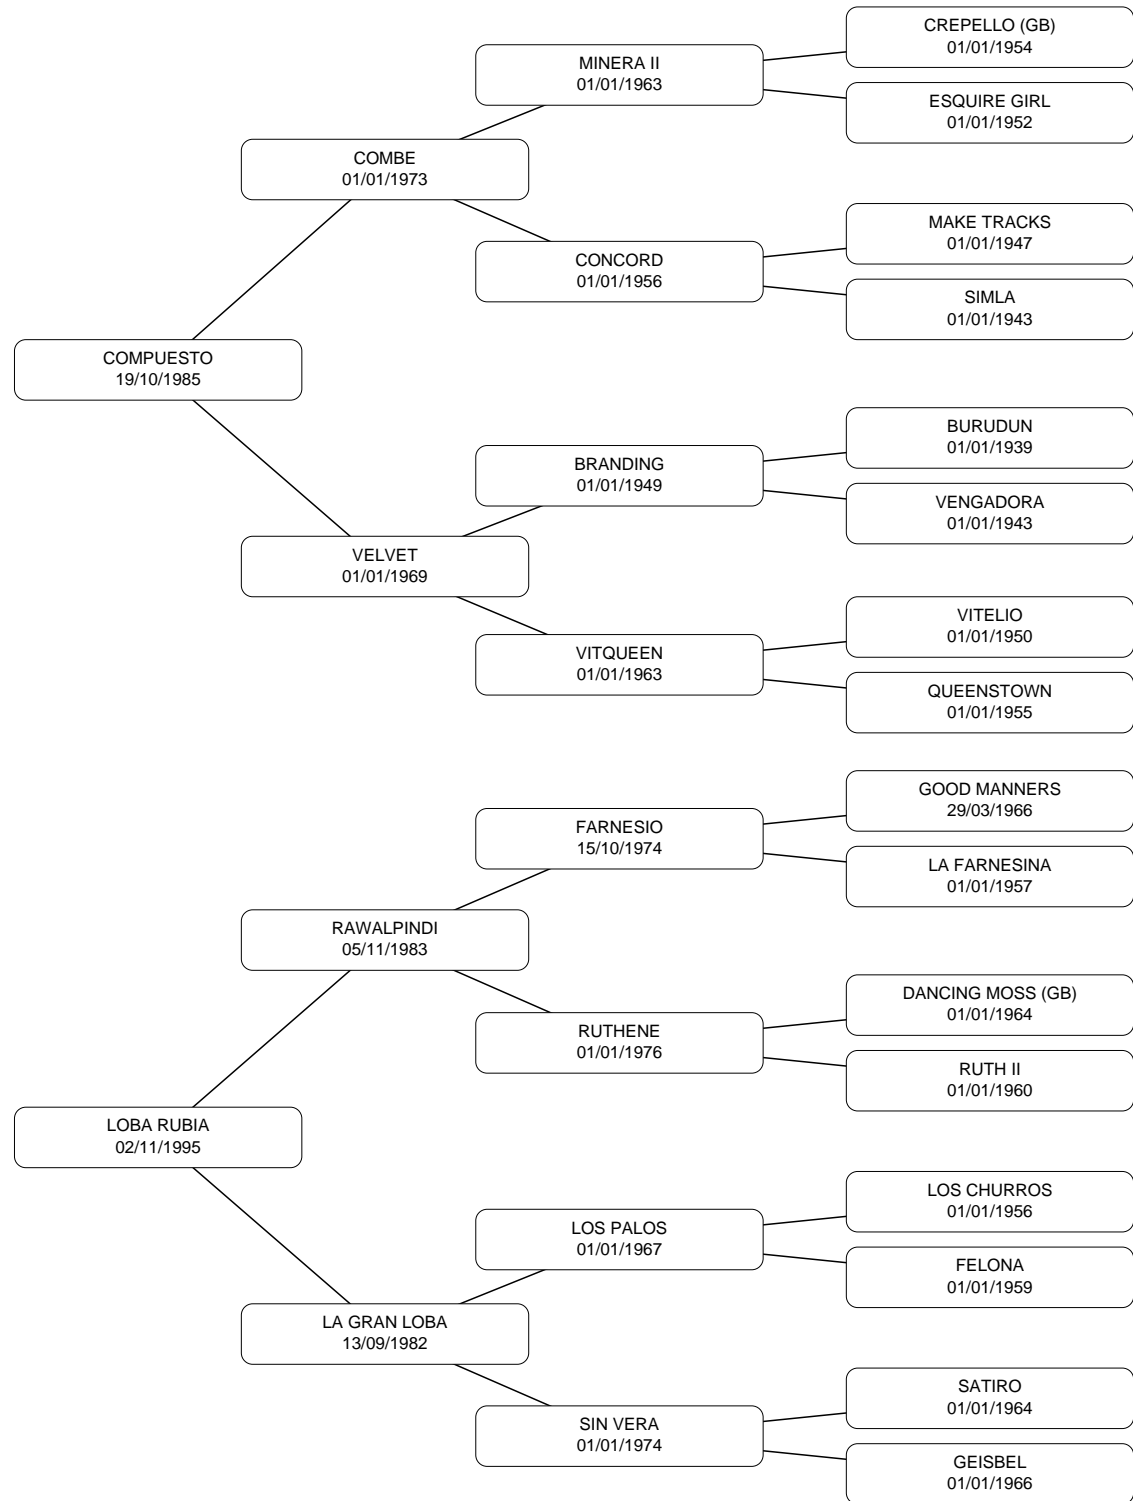 CREPELLO (GB)
01/01/1954
MINERA II
01/01/1963
ESQUIRE GIRL
01/01/1952
COMBE
01/01/1973
MAKE TRACKS
01/01/1947
CONCORD
01/01/1956
SIMLA
01/01/1943
COMPUESTO
19/10/1985
BURUDUN
01/01/1939
BRANDING
01/01/1949
VENGADORA
01/01/1943
VELVET
01/01/1969
VITELIO
01/01/1950
VITQUEEN
01/01/1963
QUEENSTOWN
01/01/1955
GOOD MANNERS
29/03/1966
FARNESIO
15/10/1974
LA FARNESINA
01/01/1957
RAWALPINDI
05/11/1983
DANCING MOSS (GB)
01/01/1964
RUTHENE
01/01/1976
RUTH II
01/01/1960
LOBA RUBIA
02/11/1995
LOS CHURROS
01/01/1956
LOS PALOS
01/01/1967
FELONA
01/01/1959
LA GRAN LOBA
13/09/1982
SATIRO
01/01/1964
SIN VERA
01/01/1974
GEISBEL
01/01/1966